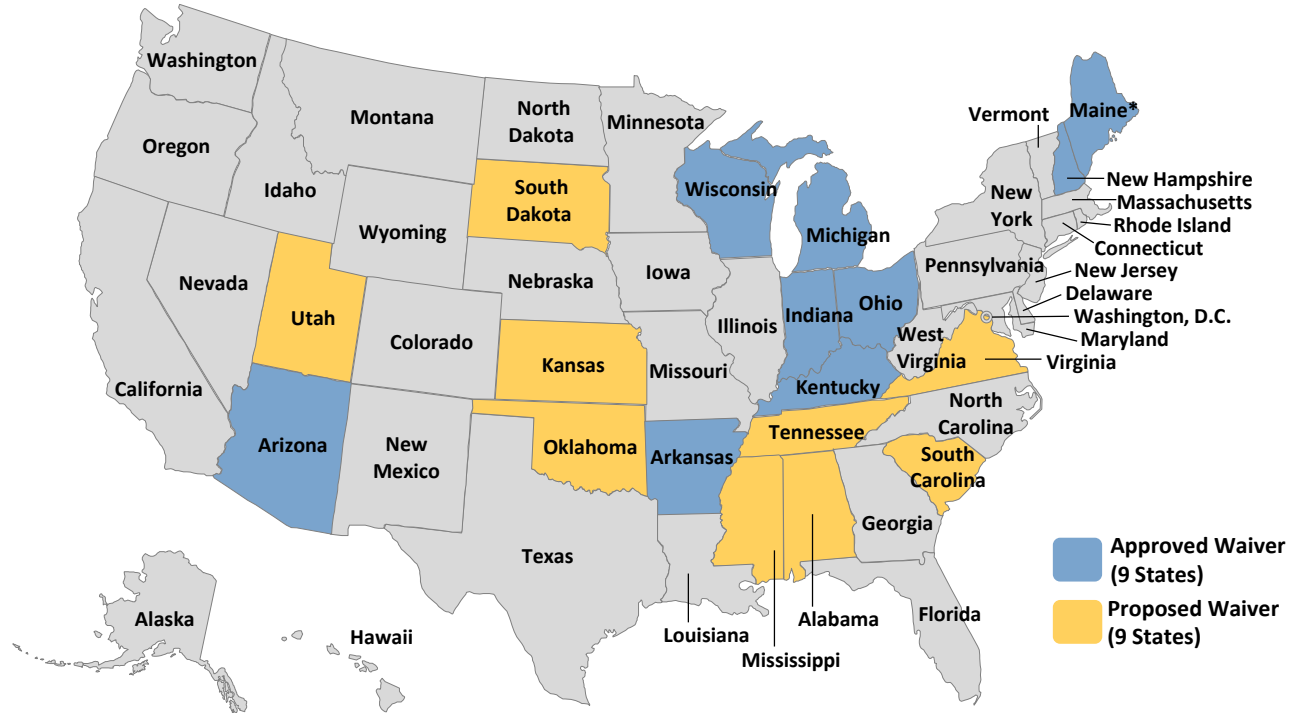 Washington
Montana
North
Dakota
Minnesota
Vermont
Maine*
Oregon
Idaho
South
Dakota
Wisconsin
Michigan
New
York
New Hampshire
Massachusetts
Rhode Island
Connecticut
Wyoming
Nevada
Nebraska
Iowa
Pennsylvania
New Jersey
Delaware
Washington, D.C.
Maryland
Virginia
Utah
Colorado
Kansas
Missouri
Illinois
Indiana
Ohio
West
Virginia
Kentucky
California
Arizona
New
Mexico
Oklahoma
Arkansas
Tennessee
North
Carolina
South
Carolina
Georgia
Texas
Louisiana
Mississippi
Alabama
Florida
Alaska
Hawaii
Approved Waiver
(9 States)
Proposed Waiver
(9 States)